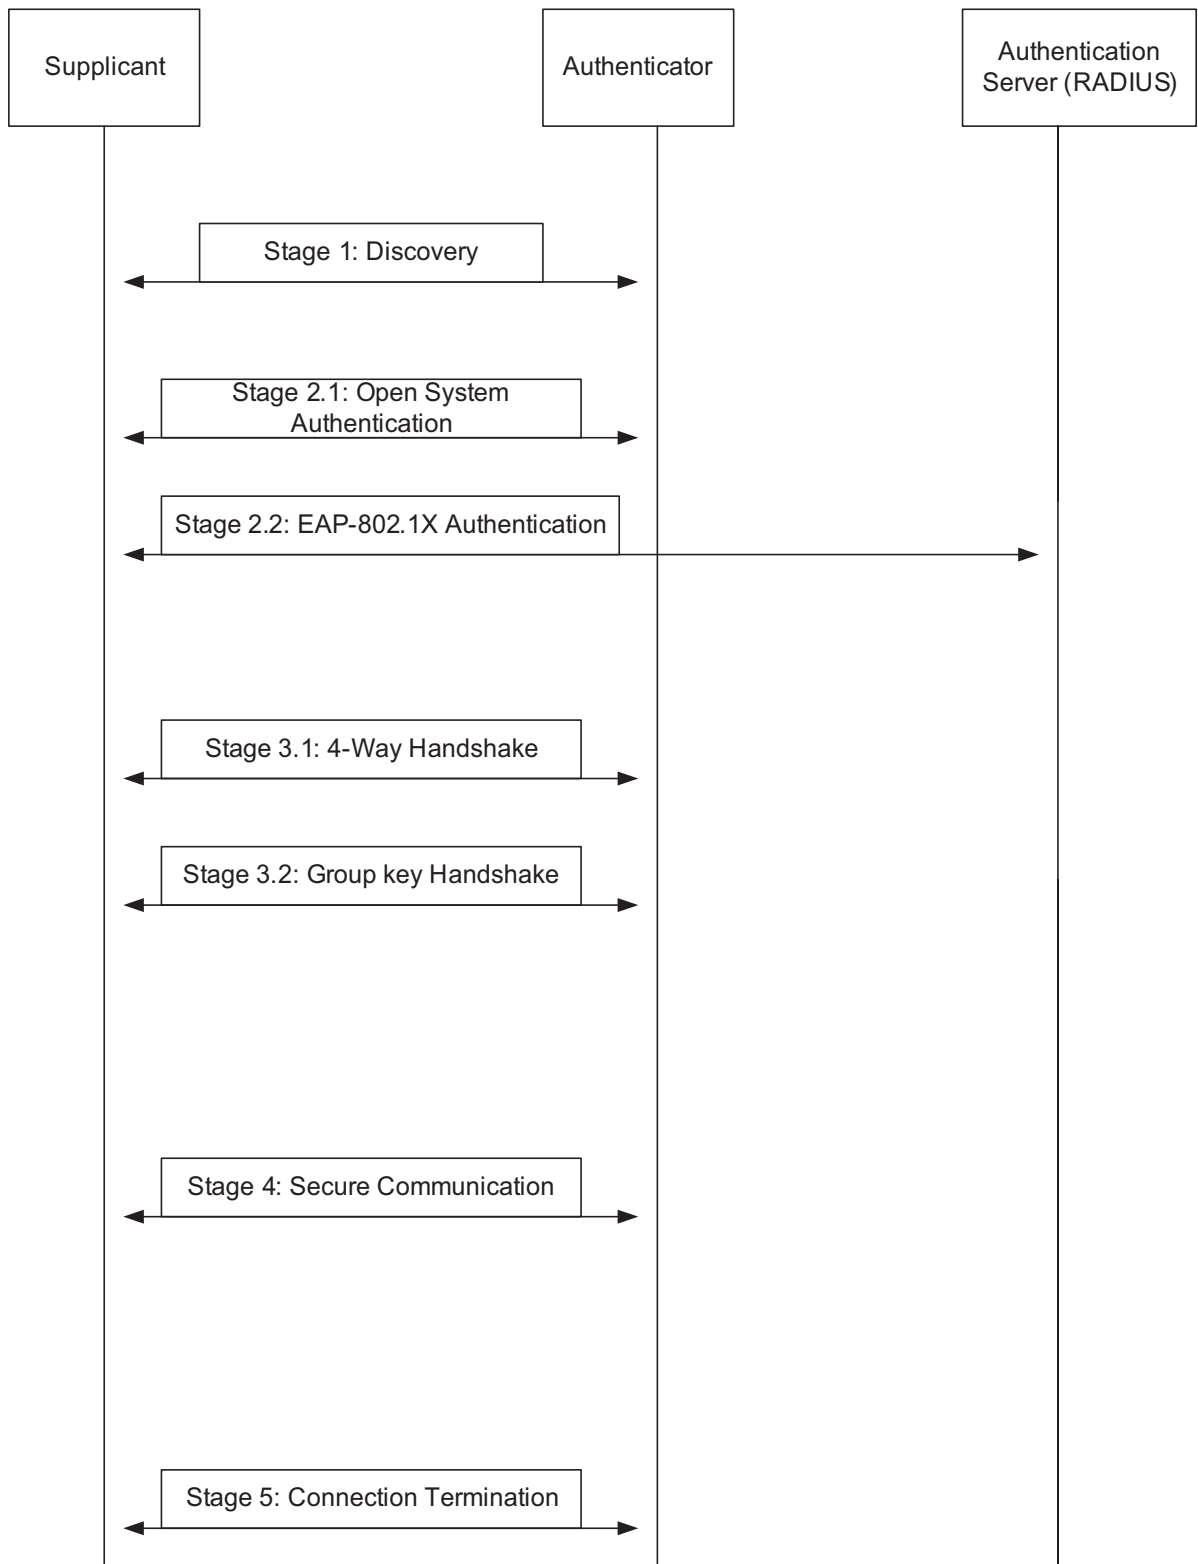 Supplicant
Authenticator
Authentication
Server (RADIUS)
Stage 1: Discovery
Stage 2.1: Open System
Authentication
Stage 2.2: EAP-802.1X Authentication
Stage 3.1: 4-Way Handshake
Stage 3.2: Group key Handshake
Stage 4: Secure Communication
Stage 5: Connection Termination